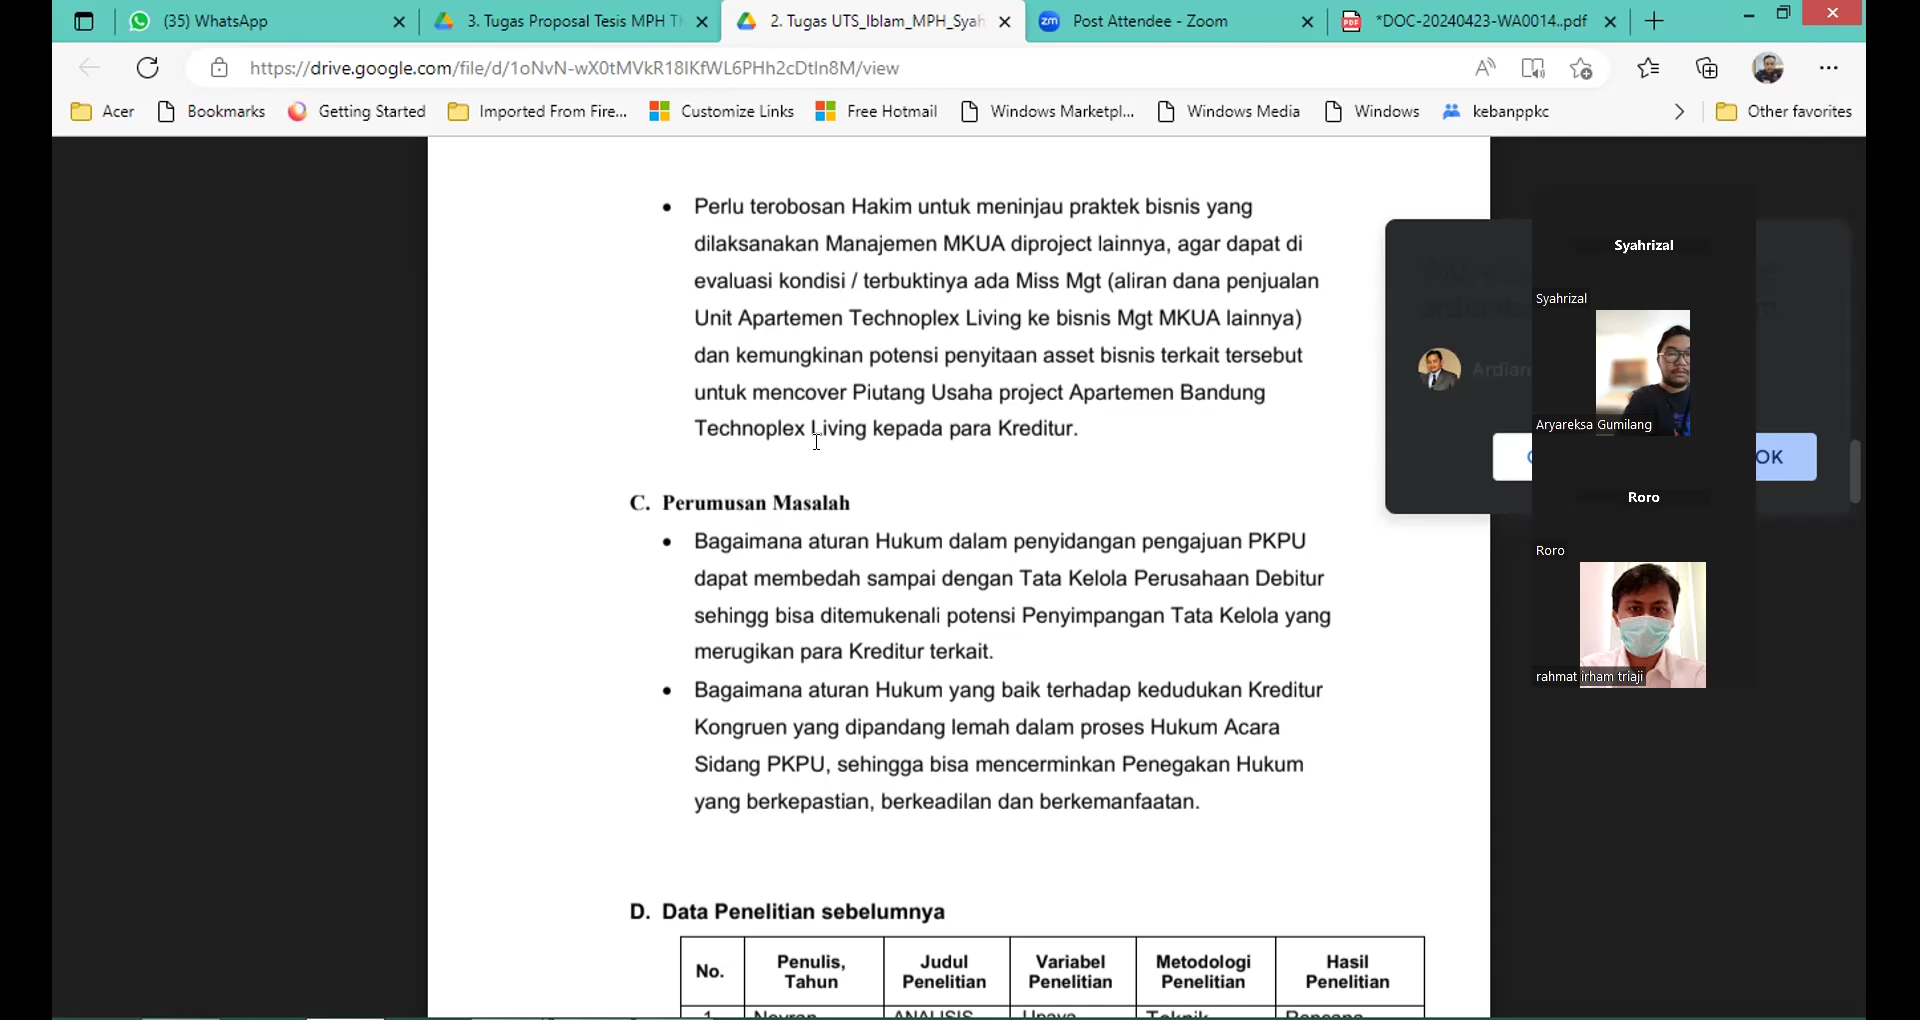 (35) WhatsApp
3. Tugas Proposal Tesis MPH
2. Tugas UTS_Iblam_MPH_Syah
Post Attendee - Zoom
*DOC-20240423-WA0014..pdf
https://drive.google.com/file/d/1oNvN-wX0tMVkR18IKfWL6PHh2cDtIn8M/view
Acer
Bookmarks
Getting Started
Imported From Fire...
Customize Links
Free Hotmail
Windows Marketpl...
Windows Media
Windows
kebanppkc
Other favorites
• Perlu terobosan Hakim untuk meninjau praktek bisnis yang
dilaksanakan Manajemen MKUA diproject lainnya, agar dapat di
evaluasi kondisi / terbuktinya ada Miss Mgt (aliran dana penjualan
Unit Apartemen Technoplex Living ke bisnis Mgt MKUA lainnya)
dan kemungkinan potensi penyitaan asset bisnis terkait tersebut
untuk mencover Piutang Usaha project Apartemen Bandung
Technoplex Living kepada para Kreditur.
C. Perumusan Masalah
• Bagaimana aturan Hukum dalam penyidangan pengajuan PKPU
dapat membedah sampai dengan Tata Kelola Perusahaan Debitur
sehingg bisa ditemukenali potensi Penyimpangan Tata Kelola yang
merugikan para Kreditur terkait.
• Bagaimana aturan Hukum yang baik terhadap kedudukan Kreditur
Kongruen yang dipandang lemah dalam proses Hukum Acara
Sidang PKPU, sehingga bisa mencerminkan Penegakan Hukum
yang berkepastian, berkeadilan dan berkemanfaatan.
D. Data Penelitian sebelumnya
No.
Penulis,
Tahun
Judul
Penelitian
Variabel
Penelitian
Metodologi
Penelitian
Hasil
Penelitian
1. Novran ANALISIS Upaya Teknik Rencana
Syahrizal
Syahrizal
Ardian
Aryareksa Gumilang
OK
Roro
Roro
rahmat irham triaji